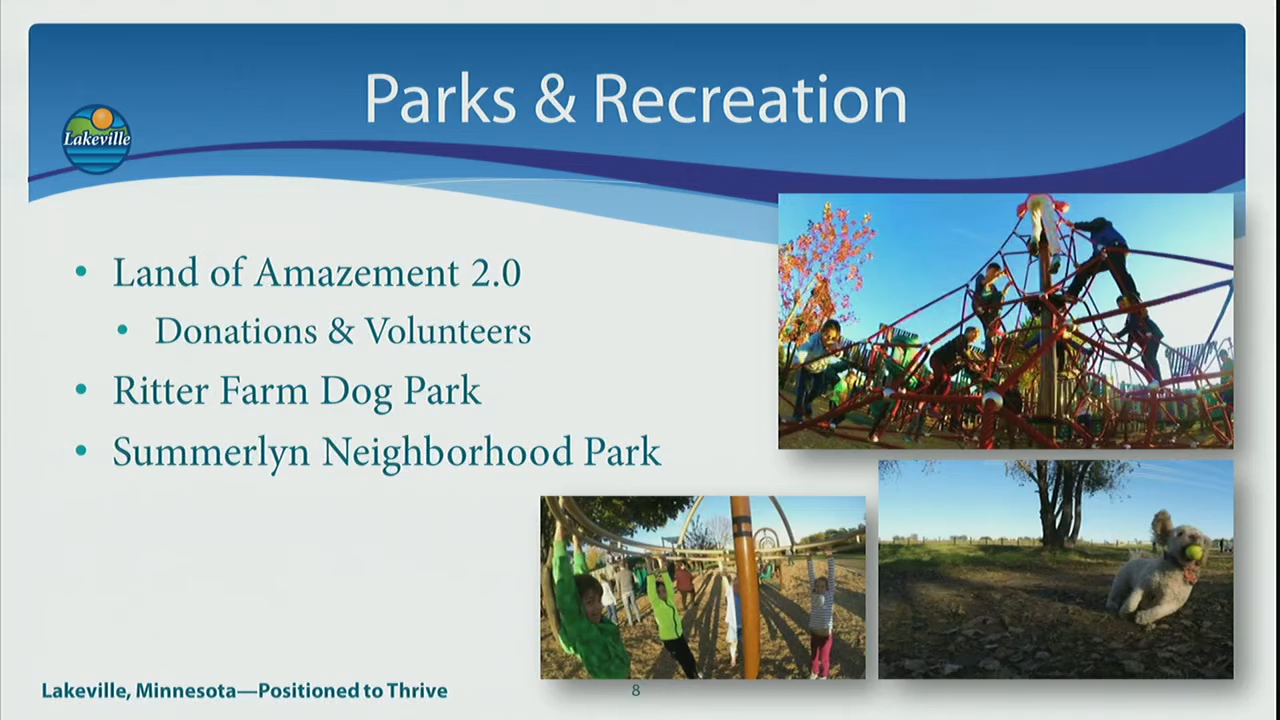 Parks & Recreation
Lakeville
• Land of Amazement 2.0
• Donations & Volunteers
• Ritter Farm Dog Park
• Summerlyn Neighborhood Park
Lakeville, Minnesota—Positioned to Thrive
8